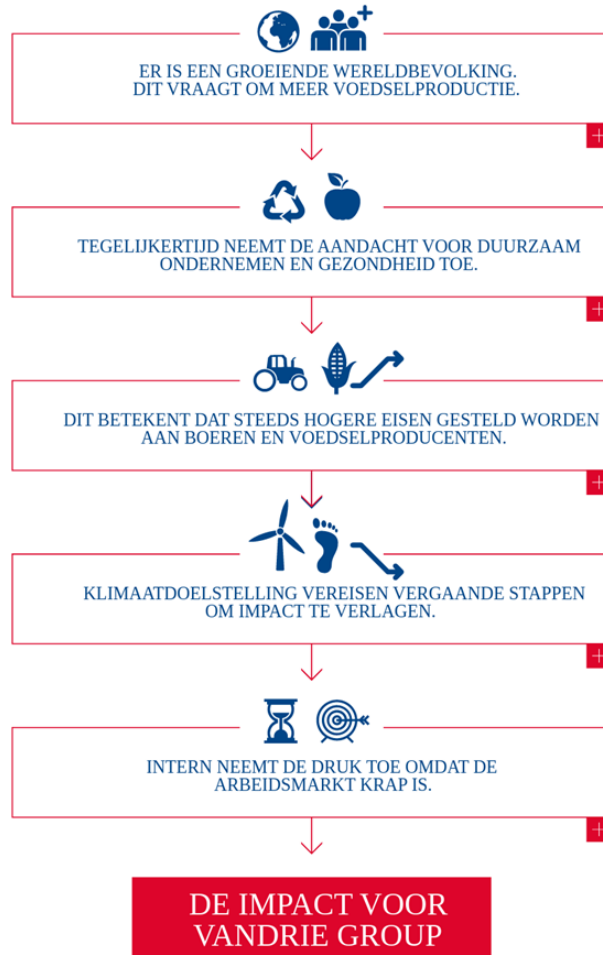 ER IS EEN GROEIENDE WERELDBEVOLKING.
DIT VRAAGT OM MEER VOEDSELPRODUCTIE.
+
TEGELIJKERTIJD NEEMT DE AANDACHT VOOR DUURZAAM
ONDERNEMEN EN GEZONDHEID TOE.
+
DIT BETEKENT DAT STEEDS HOGERE EISEN GESTELD WORDEN
AAN BOEREN EN VOEDSELPRODUCENTEN.
+
KLIMAATDOELSTELLING VEREISEN VERGAANDE STAPPEN
OM IMPACT TE VERLAGEN.
+
INTERN NEEMT DE DRUK TOE OMDAT DE
ARBEIDSMARKT KRAP IS.
+
DE IMPACT VOOR
VANDRIE GROUP